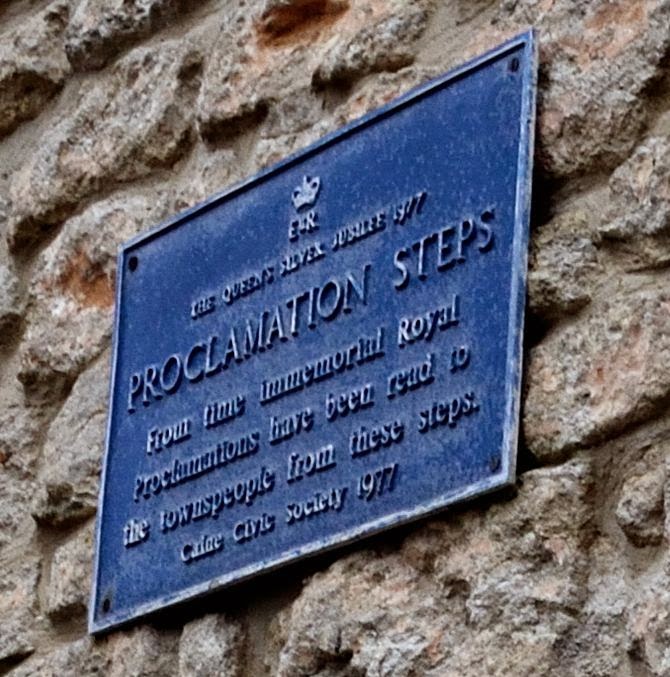 EIIR
THE QUEEN'S SILVER JUBILEE 1977
PROCLAMATION STEPS
From time immemorial Royal
Proclamations have been read to
the townspeople from these steps.
Calne Civic society 1977